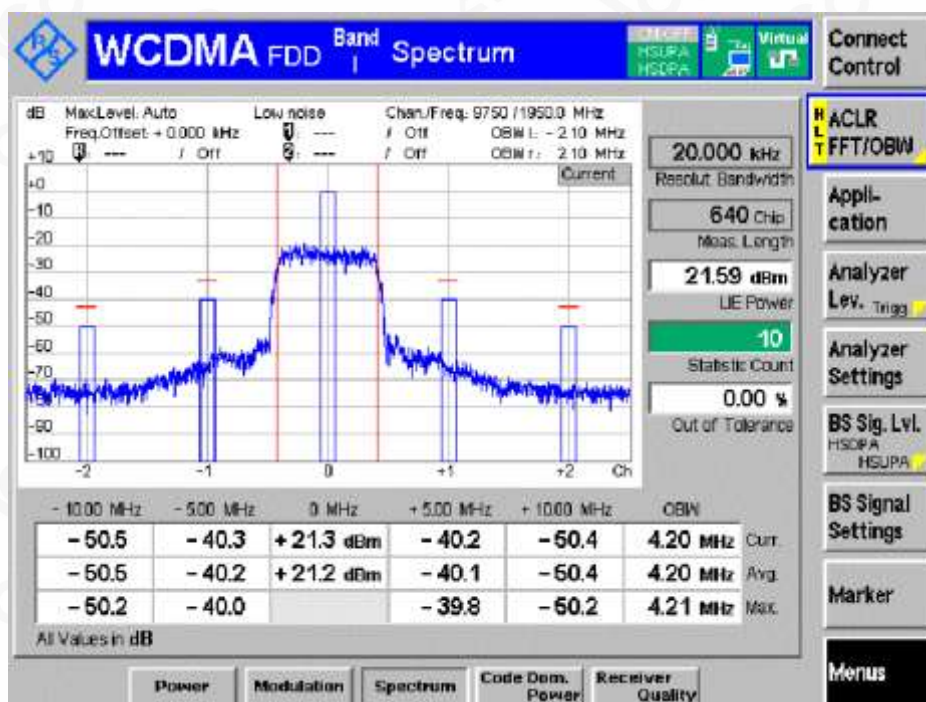 WCDMA FDD Band I Spectrum
HSUPA
HSDPA
Virtual
Connect Control
dB Max.Level: Auto Low noise Chan./Freq.: 9750 / 1950.0 MHz
Freq.Offset: + 0.000 kHz --- / Off OBW l: - 2.10 MHz
--- / Off --- / Off OBW r: 2.10 MHz
Current
+10
+0
-10
-20
-30
-40
-50
-60
-70
-90
-100
-2 -1 0 +1 +2 Ch
20.000 kHz
Resolut. Bandwidth
640 Chip
Meas. Length
21.59 dBm
UE Power
10
Statistic Count
0.00 %
Out of Tolerance
- 10.00 MHz - 5.00 MHz 0 MHz + 5.00 MHz + 10.00 MHz OBW
- 50.5 - 40.3 + 21.3 dBm - 40.2 - 50.4 4.20 MHz Curr.
- 50.5 - 40.2 + 21.2 dBm - 40.1 - 50.4 4.20 MHz Avg.
- 50.2 - 40.0 - 39.8 - 50.2 4.21 MHz Max.
All Values in dB
HLT
ACLR
FFT/OBW
Appli-
cation
Analyzer
Lev. Trigg
Analyzer
Settings
BS Sig. Lvl.
HSDPA
HSUPA
BS Signal
Settings
Marker
Menus
Power
Modulation
Spectrum
Code Dom.
Power
Receiver
Quality